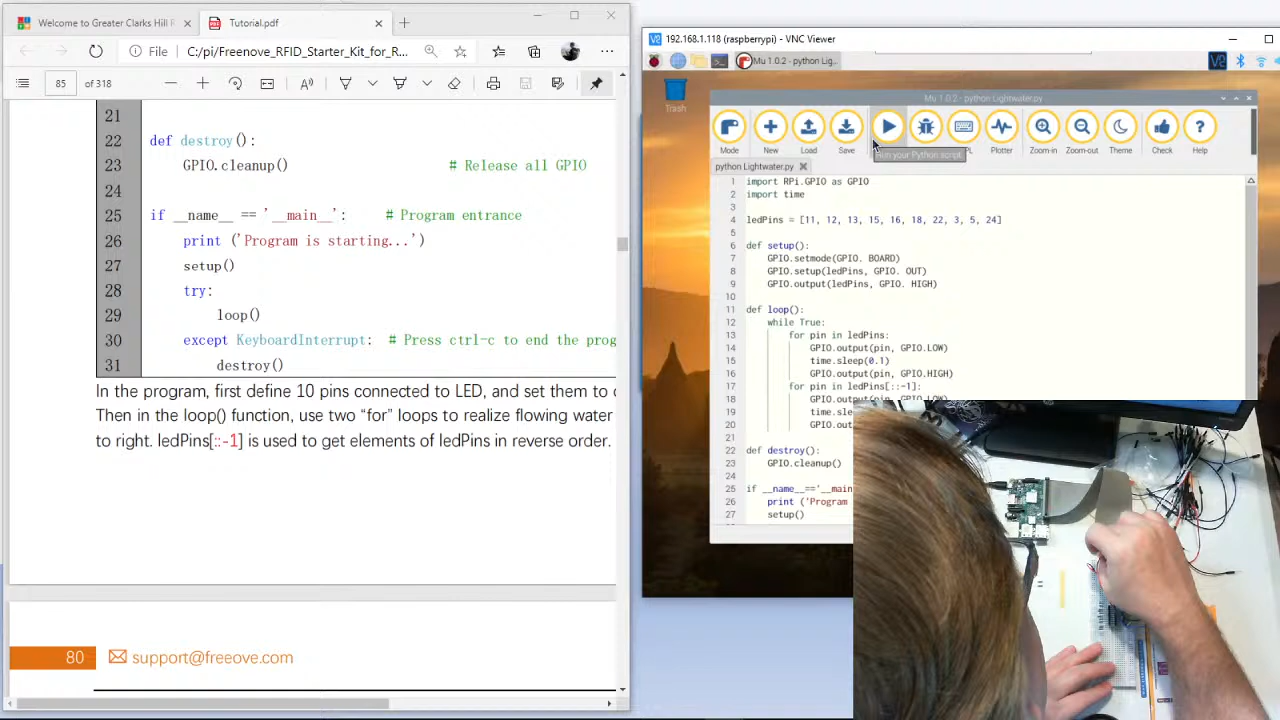 Welcome to Greater Clarks Hill R
Tutorial.pdf
File
C:/pi/Freenove_RFID_Starter_Kit_for_R...
85 of 318
21
22 def destroy():
23 GPIO.cleanup() # Release all GPIO
24
25 if __name__ == '__main__': # Program entrance
26 print ('Program is starting...')
27 setup()
28 try:
29 loop()
30 except KeyboardInterrupt: # Press ctrl-c to end the prog
31 destroy()
In the program, first define 10 pins connected to LED, and set them to
Then in the loop() function, use two “for” loops to realize flowing water
to right. ledPins[::-1] is used to get elements of ledPins in reverse order.
80 support@freeove.com
192.168.1.118 (raspberrypi) - VNC Viewer
Mu 1.0.2 - python Lig...
Trash
Mu 1.0.2 - python Lightwater.py
Mode New Load Save Plotter Zoom-in Zoom-out Theme Check Help
Run your Python script.
python Lightwater.py
1 import RPi.GPIO as GPIO
2 import time
3
4 ledPins = [11, 12, 13, 15, 16, 18, 22, 3, 5, 24]
5
6 def setup():
7 GPIO.setmode(GPIO. BOARD)
8 GPIO.setup(ledPins, GPIO. OUT)
9 GPIO.output(ledPins, GPIO. HIGH)
10
11 def loop():
12 while True:
13 for pin in ledPins:
14 GPIO.output(pin, GPIO.LOW)
15 time.sleep(0.1)
16 GPIO.output(pin, GPIO.HIGH)
17 for pin in ledPins[::-1]:
18 GPIO.output(pin, GPIO.LOW)
19 time.sle
20 GPIO.out
21
22 def destroy():
23 GPIO.cleanup()
24
25 if __name__=='__main
26 print ('Program
27 setup()